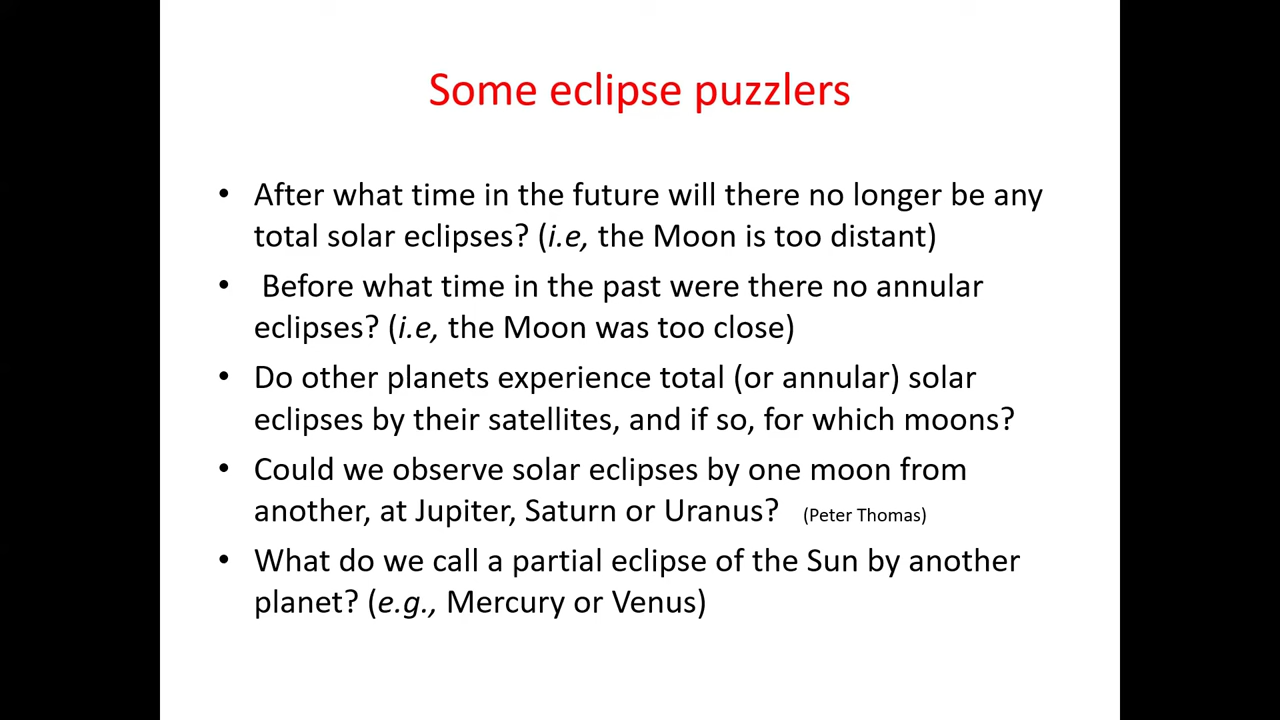 Some eclipse puzzlers
• After what time in the future will there no longer be any
total solar eclipses? (i.e, the Moon is too distant)
• Before what time in the past were there no annular
eclipses? (i.e, the Moon was too close)
• Do other planets experience total (or annular) solar
eclipses by their satellites, and if so, for which moons?
• Could we observe solar eclipses by one moon from
another, at Jupiter, Saturn or Uranus? (Peter Thomas)
• What do we call a partial eclipse of the Sun by another
planet? (e.g., Mercury or Venus)